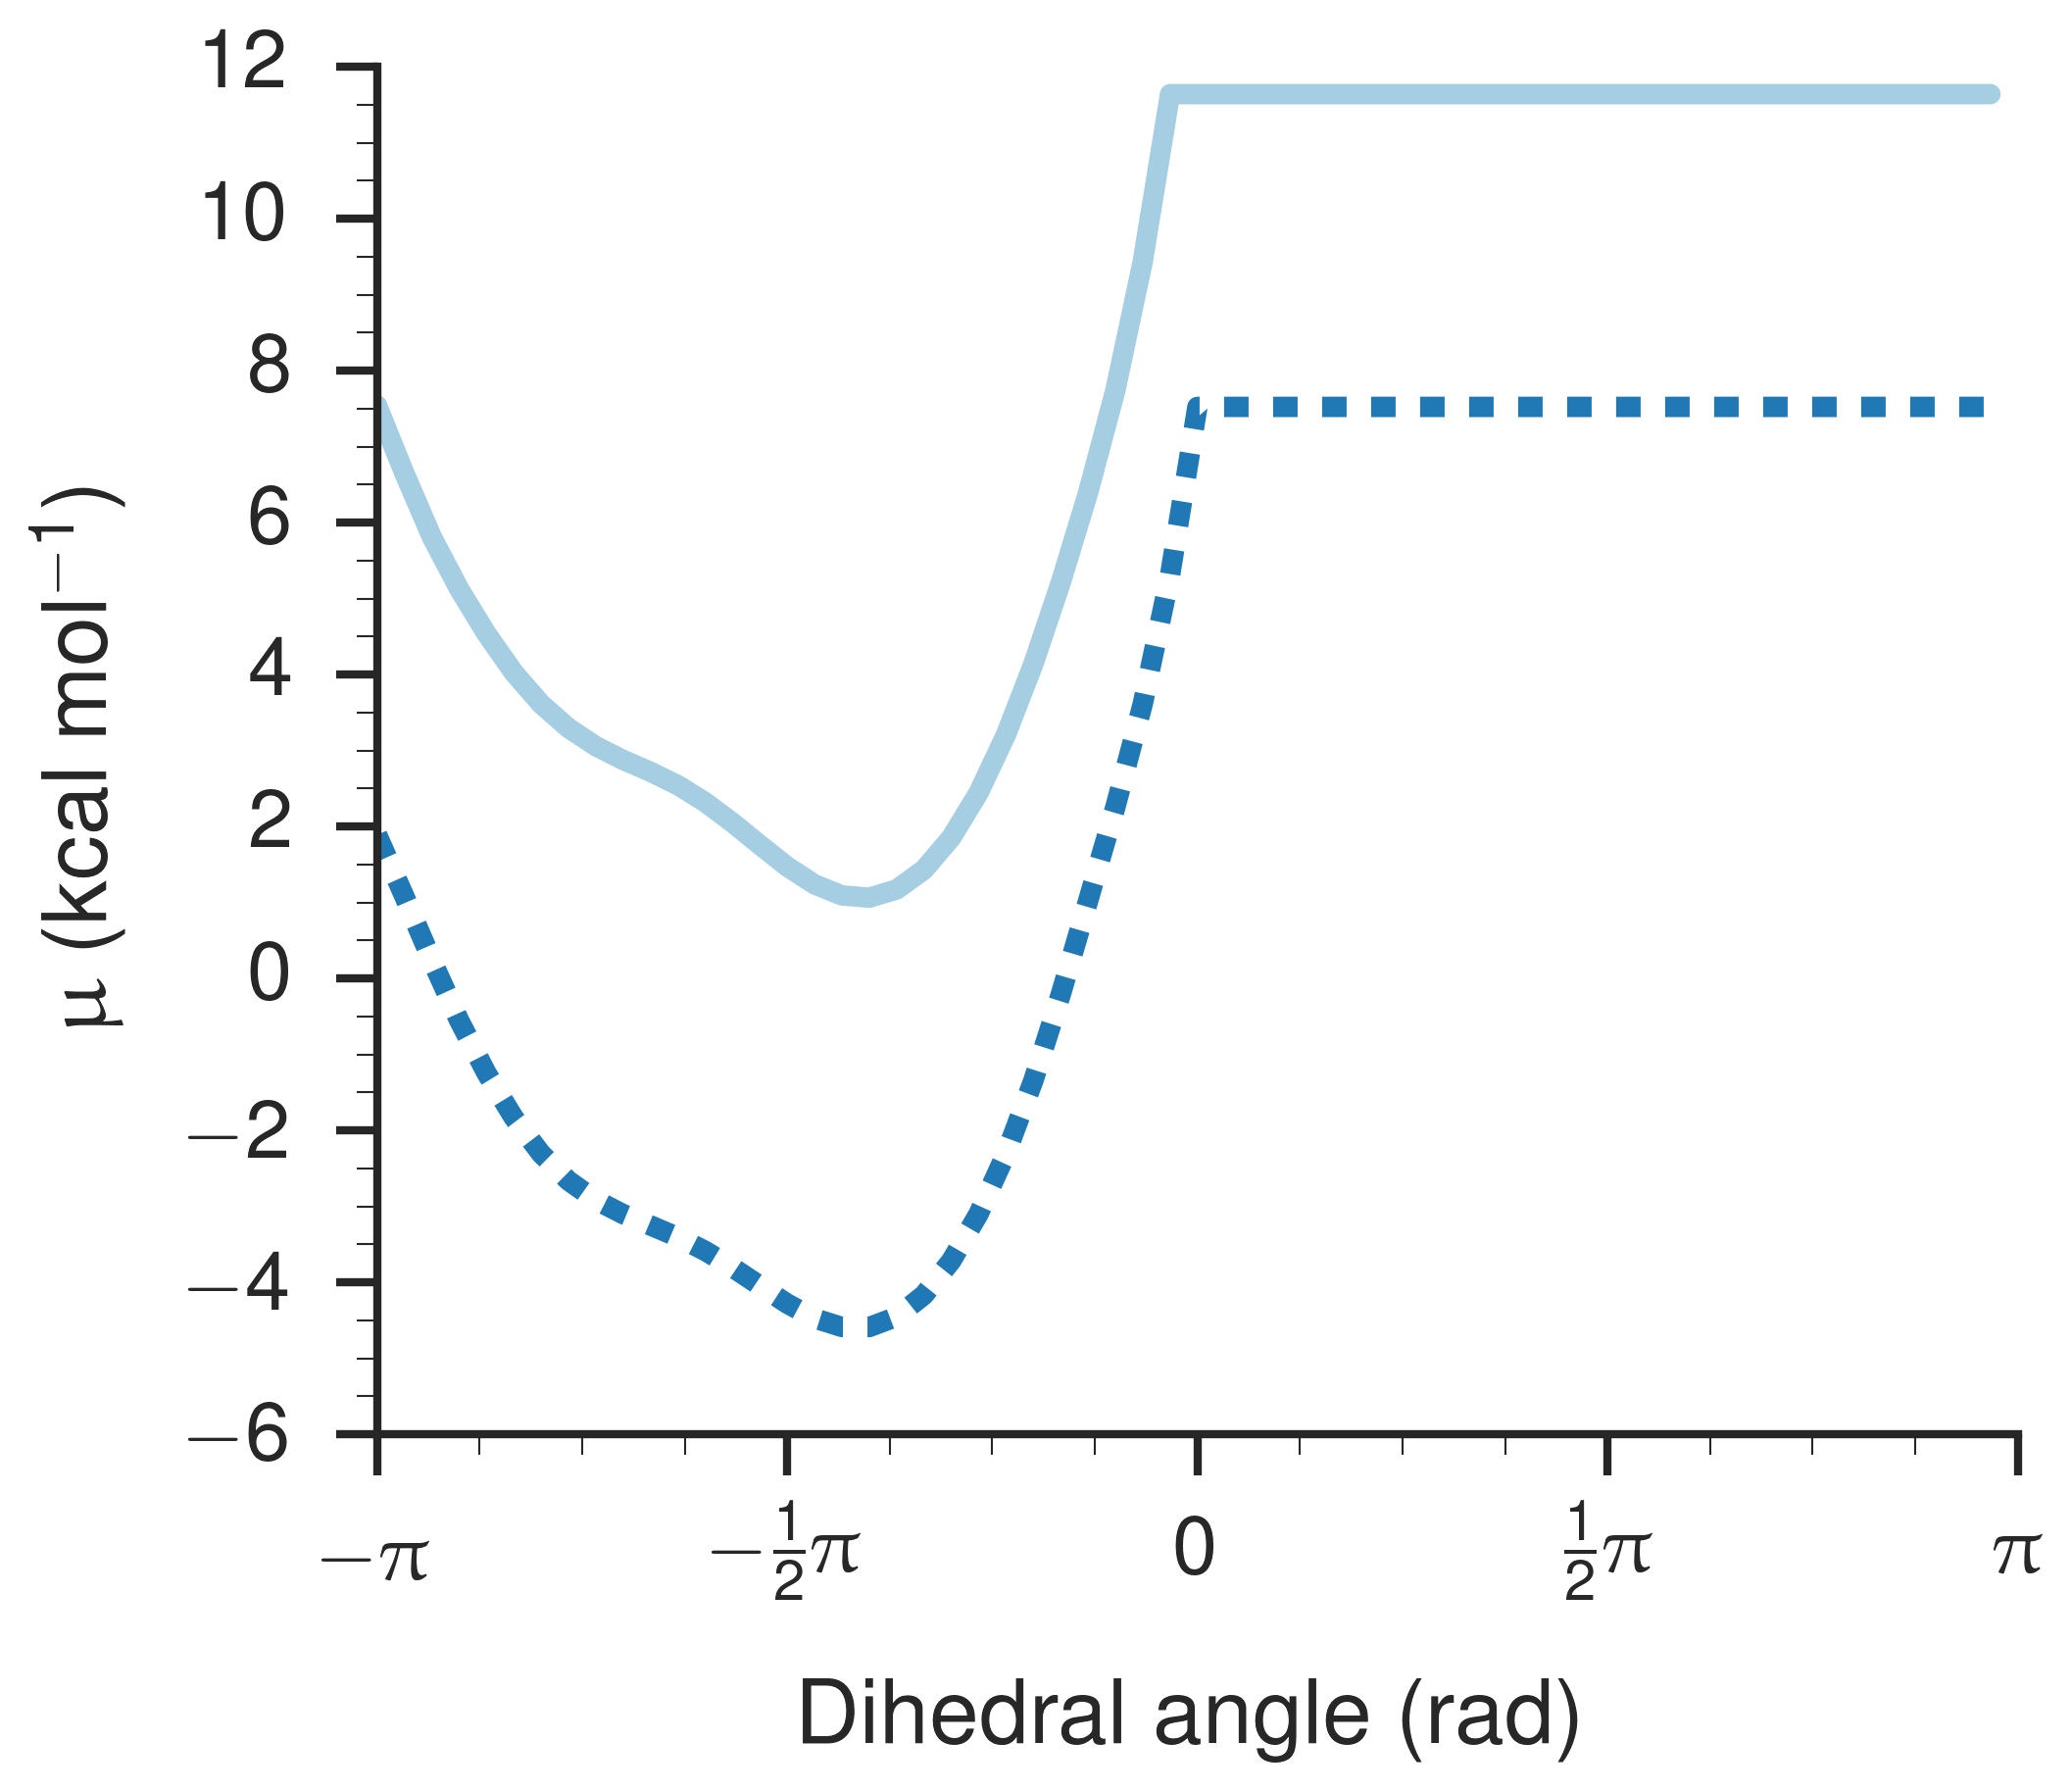 12
10
8
6
4
2
0
−2
−4
−6
μ (kcal mol⁻¹)
−π
−½π
0
½π
π
Dihedral angle (rad)